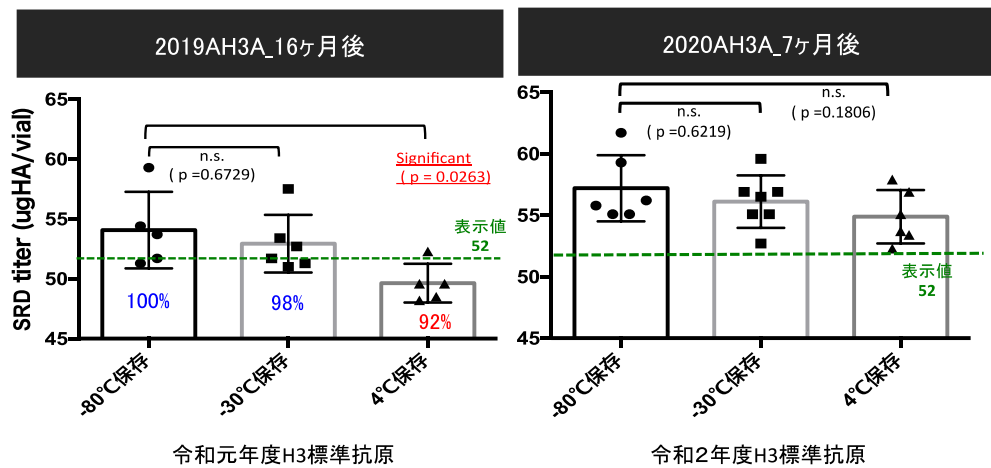 2019AH3A_16ヶ月後
SRD titer (ugHA/vial)
65
60
55
50
45
n.s.
( p =0.6729)
Significant
( p = 0.0263)
表示値
52
100%
98%
92%
-80℃保存
-30℃保存
4℃保存
令和元年度H3標準抗原
2020AH3A_7ヶ月後
65
60
55
50
45
n.s.
( p =0.6219)
n.s.
( p =0.1806)
表示値
52
-80℃保存
-30℃保存
4℃保存
令和２年度H3標準抗原